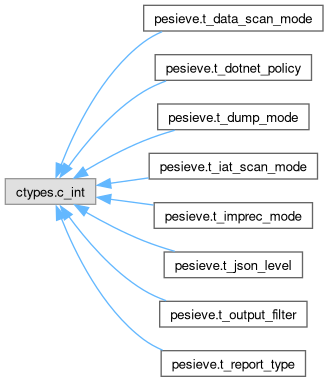 pesieve.t_data_scan_mode
pesieve.t_dotnet_policy
pesieve.t_dump_mode
pesieve.t_iat_scan_mode
ctypes.c_int
pesieve.t_imprec_mode
pesieve.t_json_level
pesieve.t_output_filter
pesieve.t_report_type